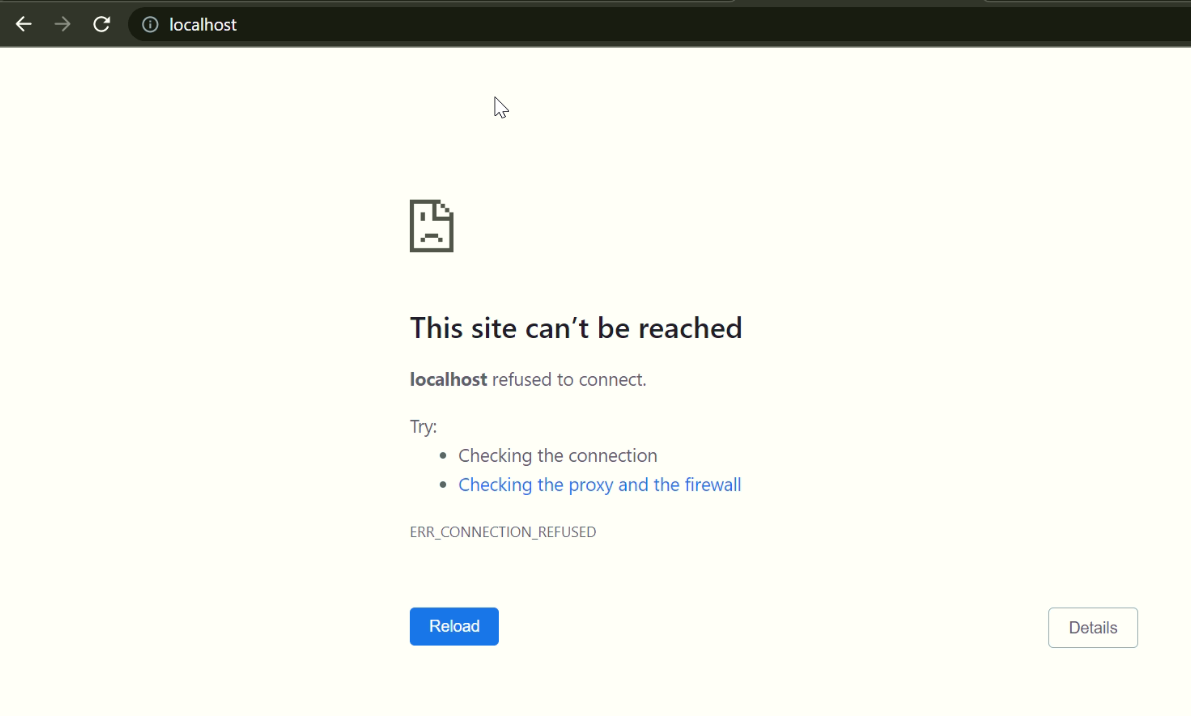 localhost
This site can’t be reached
localhost refused to connect.
Try:
• Checking the connection
• Checking the proxy and the firewall
ERR_CONNECTION_REFUSED
Reload
Details